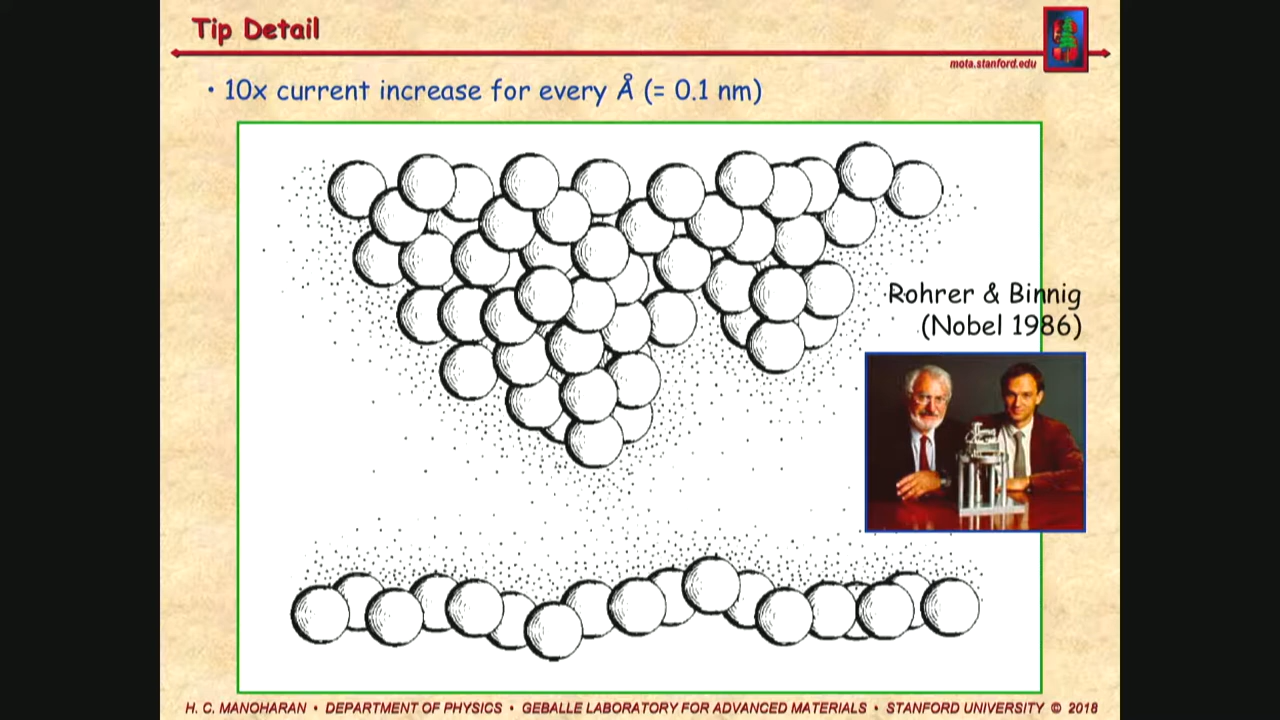 Tip Detail
mota.stanford.edu
• 10x current increase for every Å (= 0.1 nm)
Rohrer & Binnig
(Nobel 1986)
H. C. MANOHARAN • DEPARTMENT OF PHYSICS • GEBALLE LABORATORY FOR ADVANCED MATERIALS • STANFORD UNIVERSITY © 2018